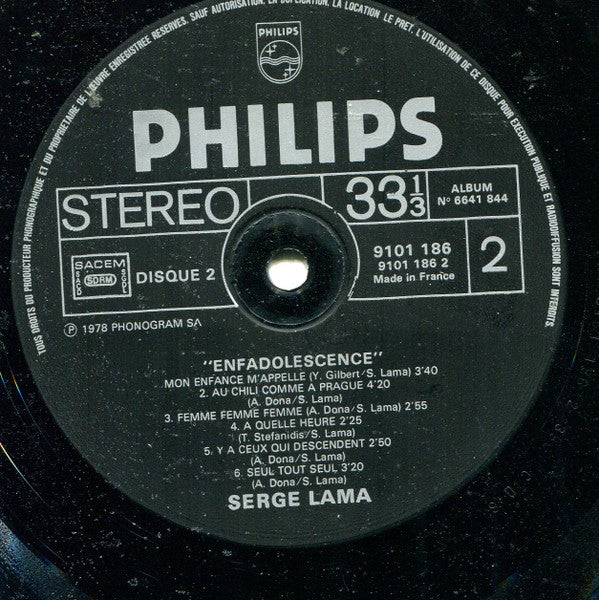 TOUS DROITS DU PRODUCTEUR PHONOGRAPHIQUE ET DU PROPRIETAIRE DE L'ŒUVRE ENREGISTREE RESERVES. SAUF AUTORISATION, LA DUPLICATION, LA LOCATION, LE PRET, L'UTILISATION DE CE DISQUE POUR EXECUTION PUBLIQUE ET RADIODIFFUSION SONT INTERDITS.
PHILIPS
PHILIPS
STEREO
33 1/3
ALBUM
Nº 6641 844
SACEM
SACD
SDRM
SGDL
DISQUE 2
9101 186
9101 186 2
Made in France
2
℗ 1978 PHONOGRAM SA
"ENFADOLESCENCE"
MON ENFANCE M'APPELLE (Y. Gilbert/S. Lama) 3'40
2. AU CHILI COMME A PRAGUE 4'20
(A. Dona/S. Lama)
3. FEMME FEMME FEMME (A. Dona/S. Lama) 2'55
4. A QUELLE HEURE 2'25
(T. Stefanidis/S. Lama)
5. Y A CEUX QUI DESCENDENT 2'50
(A. Dona/S. Lama)
6. SEUL TOUT SEUL 3'20
(A. Dona/S. Lama)
SERGE LAMA